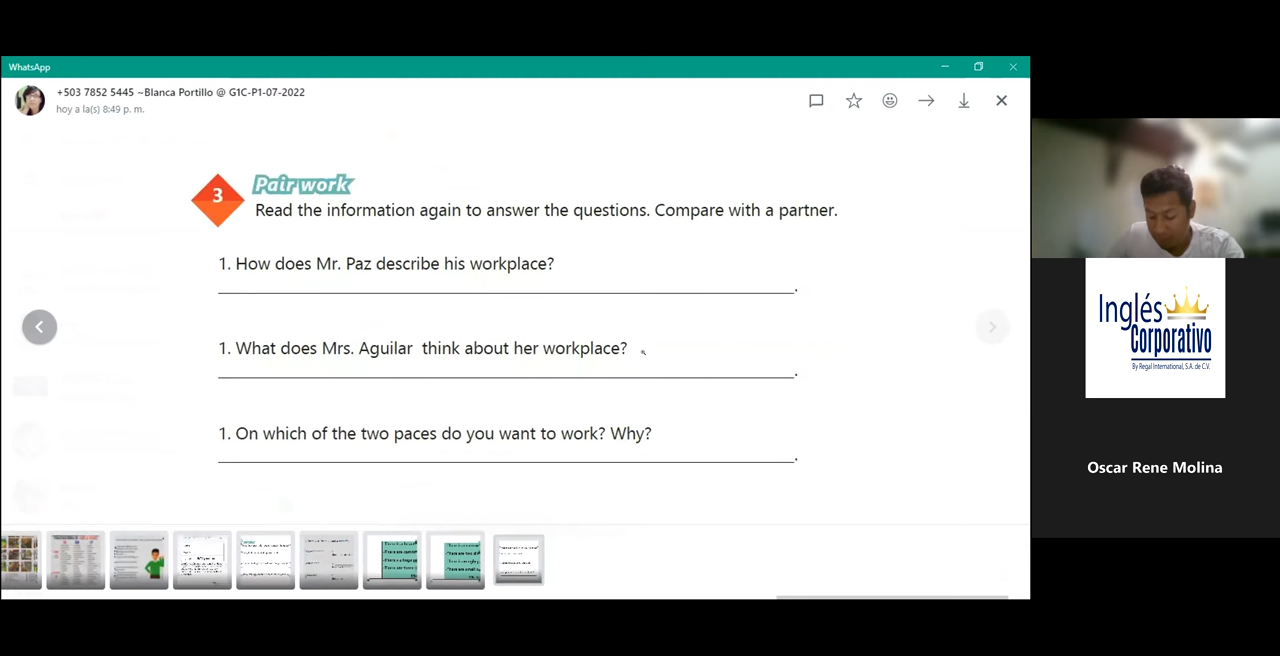 WhatsApp
+503 7852 5445 ~Blanca Portillo @ G1C-P1-07-2022
hoy a la(s) 8:49 p. m.
3
Pair work
Read the information again to answer the questions. Compare with a partner.
1. How does Mr. Paz describe his workplace?
.
1. What does Mrs. Aguilar think about her workplace?
.
1. On which of the two paces do you want to work? Why?
.
Inglés
Corporativo
By Regal International, S.A. de C.V.
Oscar Rene Molina